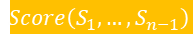 Score(S₁, … , Sₙ₋₁)